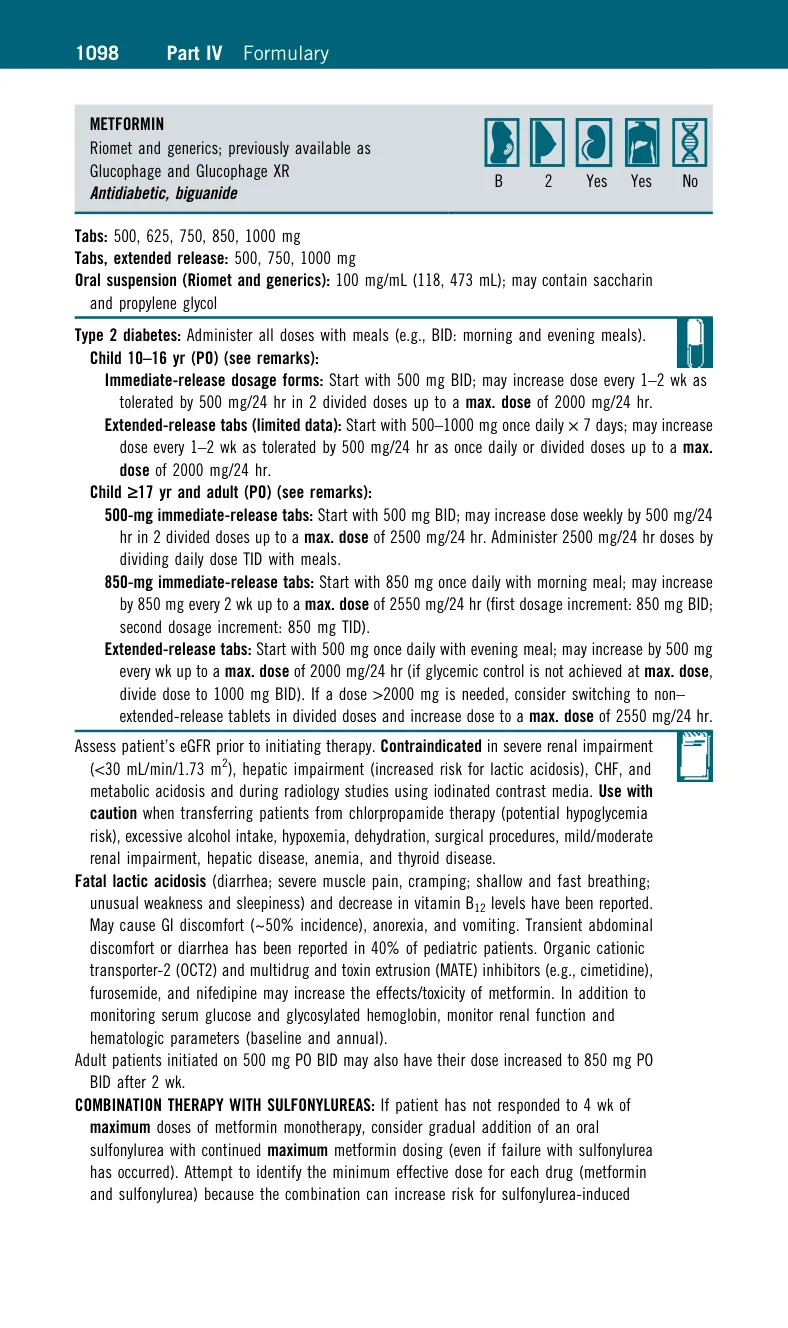 1098 Part IV Formulary
METFORMIN
Riomet and generics; previously available as
Glucophage and Glucophage XR
Antidiabetic, biguanide
B 2 Yes Yes No
Tabs: 500, 625, 750, 850, 1000 mg
Tabs, extended release: 500, 750, 1000 mg
Oral suspension (Riomet and generics): 100 mg/mL (118, 473 mL); may contain saccharin
and propylene glycol
Type 2 diabetes: Administer all doses with meals (e.g., BID: morning and evening meals).
Child 10–16 yr (PO) (see remarks):
Immediate-release dosage forms: Start with 500 mg BID; may increase dose every 1–2 wk as
tolerated by 500 mg/24 hr in 2 divided doses up to a max. dose of 2000 mg/24 hr.
Extended-release tabs (limited data): Start with 500–1000 mg once daily × 7 days; may increase
dose every 1–2 wk as tolerated by 500 mg/24 hr as once daily or divided doses up to a max.
dose of 2000 mg/24 hr.
Child ≥17 yr and adult (PO) (see remarks):
500-mg immediate-release tabs: Start with 500 mg BID; may increase dose weekly by 500 mg/24
hr in 2 divided doses up to a max. dose of 2500 mg/24 hr. Administer 2500 mg/24 hr doses by
dividing daily dose TID with meals.
850-mg immediate-release tabs: Start with 850 mg once daily with morning meal; may increase
by 850 mg every 2 wk up to a max. dose of 2550 mg/24 hr (first dosage increment: 850 mg BID;
second dosage increment: 850 mg TID).
Extended-release tabs: Start with 500 mg once daily with evening meal; may increase by 500 mg
every wk up to a max. dose of 2000 mg/24 hr (if glycemic control is not achieved at max. dose,
divide dose to 1000 mg BID). If a dose >2000 mg is needed, consider switching to non–
extended-release tablets in divided doses and increase dose to a max. dose of 2550 mg/24 hr.
Assess patient's eGFR prior to initiating therapy. Contraindicated in severe renal impairment
(<30 mL/min/1.73 m²), hepatic impairment (increased risk for lactic acidosis), CHF, and
metabolic acidosis and during radiology studies using iodinated contrast media. Use with
caution when transferring patients from chlorpropamide therapy (potential hypoglycemia
risk), excessive alcohol intake, hypoxemia, dehydration, surgical procedures, mild/moderate
renal impairment, hepatic disease, anemia, and thyroid disease.
Fatal lactic acidosis (diarrhea; severe muscle pain, cramping; shallow and fast breathing;
unusual weakness and sleepiness) and decrease in vitamin B₁₂ levels have been reported.
May cause GI discomfort (~50% incidence), anorexia, and vomiting. Transient abdominal
discomfort or diarrhea has been reported in 40% of pediatric patients. Organic cationic
transporter-2 (OCT2) and multidrug and toxin extrusion (MATE) inhibitors (e.g., cimetidine),
furosemide, and nifedipine may increase the effects/toxicity of metformin. In addition to
monitoring serum glucose and glycosylated hemoglobin, monitor renal function and
hematologic parameters (baseline and annual).
Adult patients initiated on 500 mg PO BID may also have their dose increased to 850 mg PO
BID after 2 wk.
COMBINATION THERAPY WITH SULFONYLUREAS: If patient has not responded to 4 wk of
maximum doses of metformin monotherapy, consider gradual addition of an oral
sulfonylurea with continued maximum metformin dosing (even if failure with sulfonylurea
has occurred). Attempt to identify the minimum effective dose for each drug (metformin
and sulfonylurea) because the combination can increase risk for sulfonylurea-induced